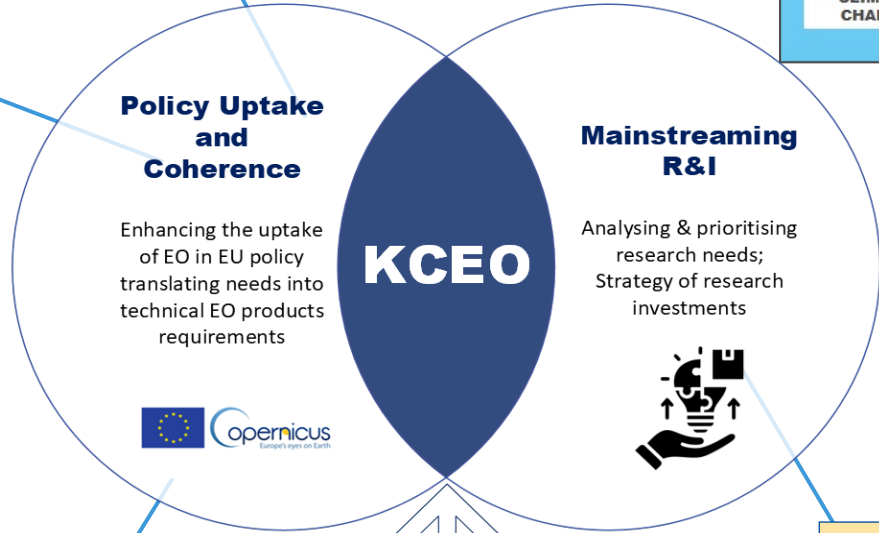 Policy Uptake
and
Coherence
Enhancing the uptake
of EO in EU policy
translating needs into
technical EO products
requirements
opernicus
Europe's eyes on Earth
KCEO
Mainstreaming
R&I
Analysing & prioritising
research needs;
Strategy of research
investments